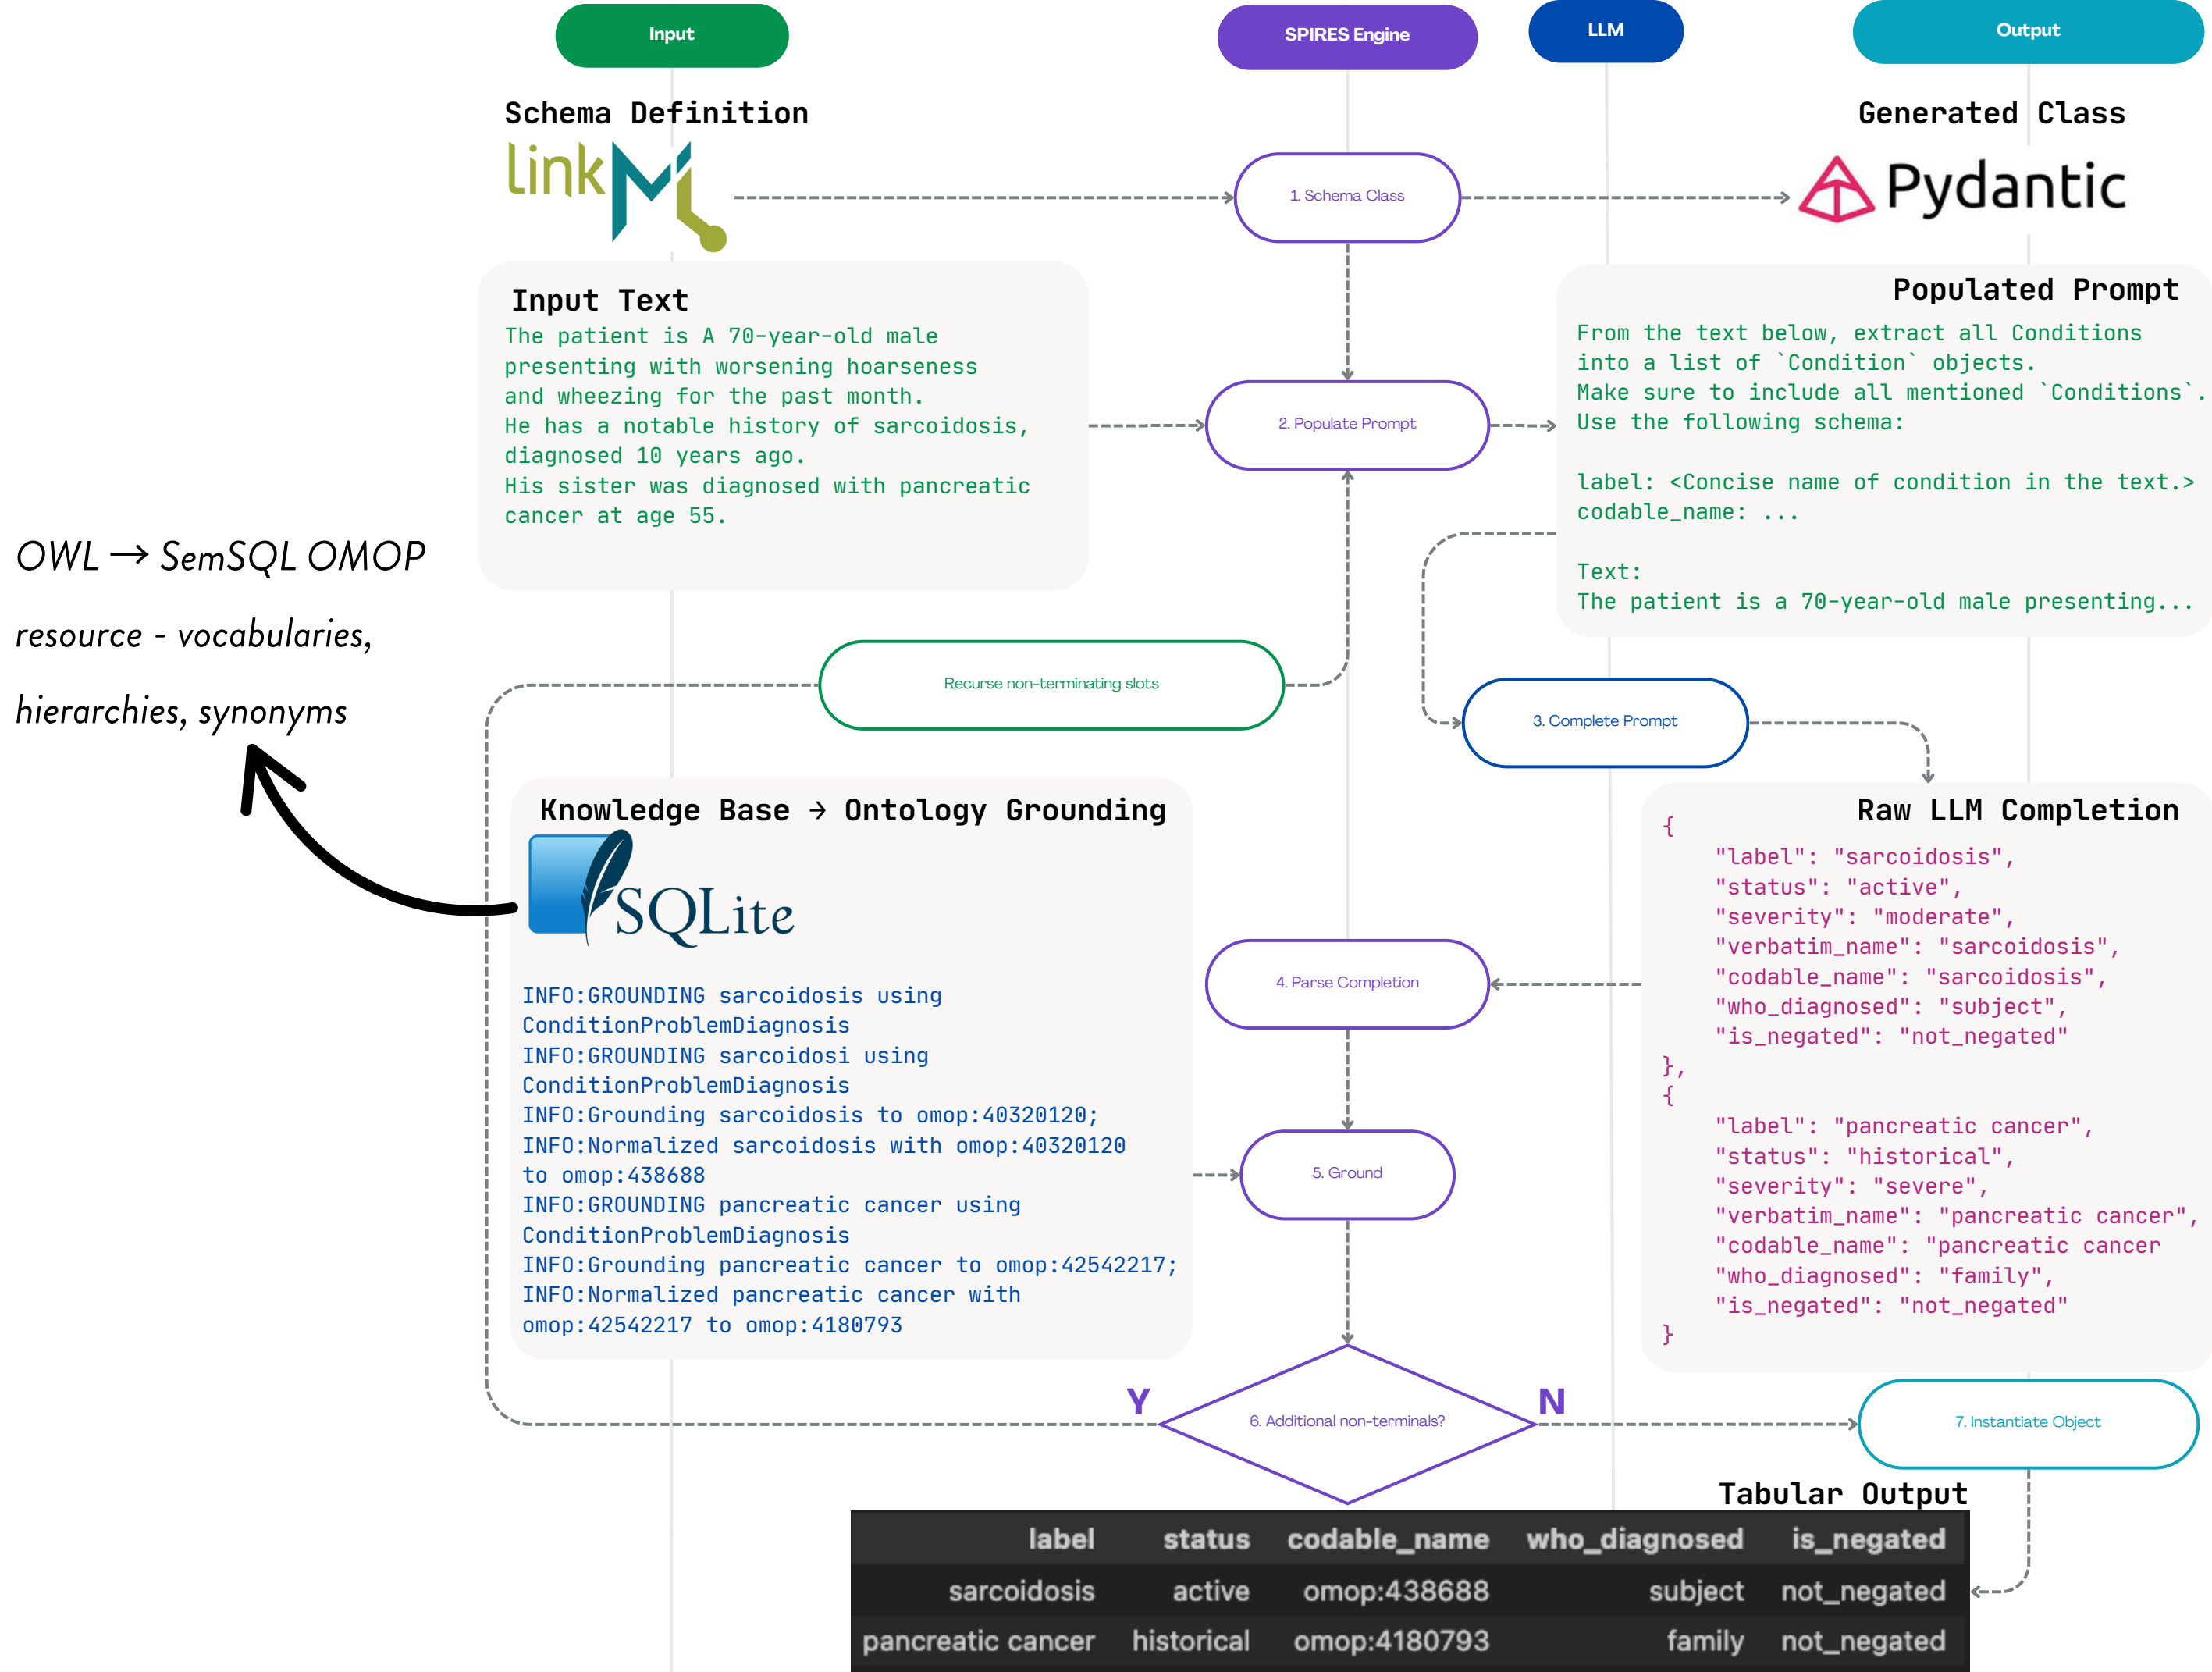 Input
SPIRES Engine
LLM
Output
Schema Definition
linkML
1. Schema Class
Generated Class
Pydantic
Input Text
The patient is A 70-year-old male
presenting with worsening hoarseness
and wheezing for the past month.
He has a notable history of sarcoidosis,
diagnosed 10 years ago.
His sister was diagnosed with pancreatic
cancer at age 55.
2. Populate Prompt
Populated Prompt
From the text below, extract all Conditions
into a list of `Condition` objects.
Make sure to include all mentioned `Conditions`.
Use the following schema:
label: <Concise name of condition in the text.>
codable_name: ...
Text:
The patient is a 70-year-old male presenting...
OWL → SemSQL OMOP
resource - vocabularies,
hierarchies, synonyms
Recurse non-terminating slots
3. Complete Prompt
Knowledge Base → Ontology Grounding
SQLite
INFO:GROUNDING sarcoidosis using
ConditionProblemDiagnosis
INFO:GROUNDING sarcoidosi using
ConditionProblemDiagnosis
INFO:Grounding sarcoidosis to omop:40320120;
INFO:Normalized sarcoidosis with omop:40320120
to omop:438688
INFO:GROUNDING pancreatic cancer using
ConditionProblemDiagnosis
INFO:Grounding pancreatic cancer to omop:42542217;
INFO:Normalized pancreatic cancer with
omop:42542217 to omop:4180793
4. Parse Completion
5. Ground
Raw LLM Completion
{
"label": "sarcoidosis",
"status": "active",
"severity": "moderate",
"verbatim_name": "sarcoidosis",
"codable_name": "sarcoidosis",
"who_diagnosed": "subject",
"is_negated": "not_negated"
},
{
"label": "pancreatic cancer",
"status": "historical",
"severity": "severe",
"verbatim_name": "pancreatic cancer",
"codable_name": "pancreatic cancer
"who_diagnosed": "family",
"is_negated": "not_negated"
}
Y
6. Additional non-terminals?
N
7. Instantiate Object
Tabular Output
label status codable_name who_diagnosed is_negated
sarcoidosis active omop:438688 subject not_negated
pancreatic cancer historical omop:4180793 family not_negated